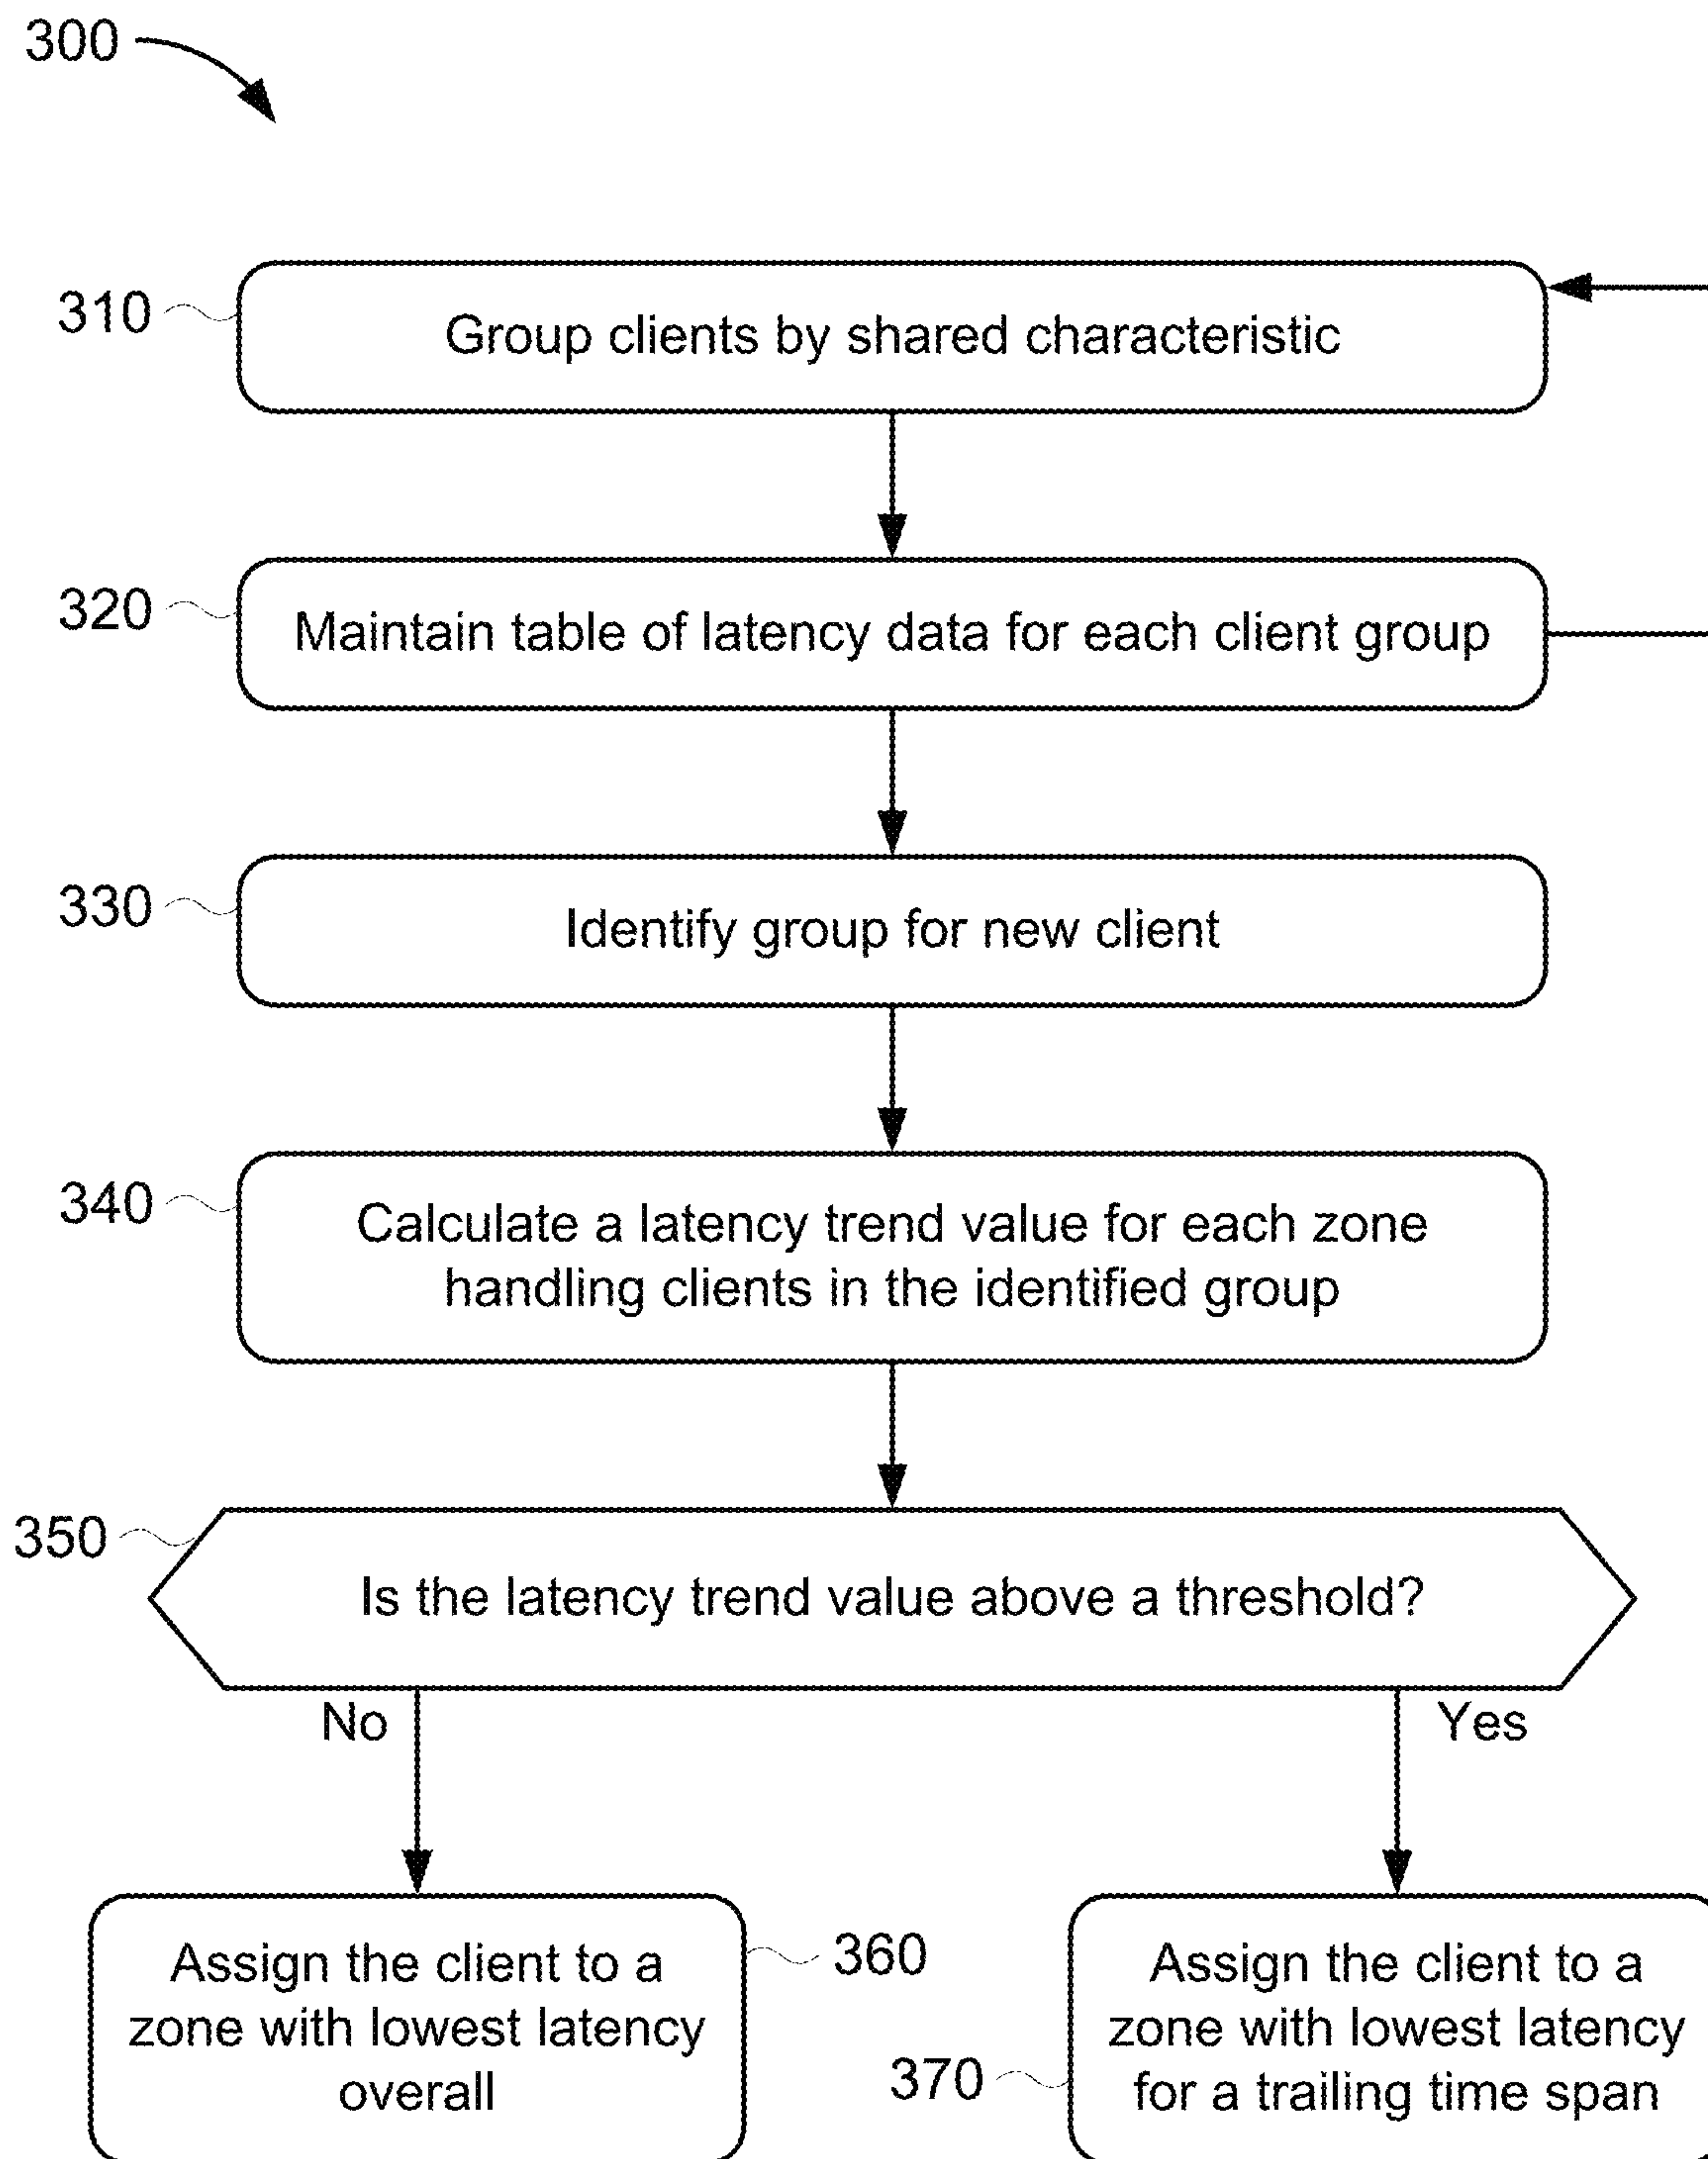 300
310
Group clients by shared characteristic
320
Maintain table of latency data for each client group
330
Identify group for new client
340
Calculate a latency trend value for each zone
handling clients in the identified group
350
Is the latency trend value above a threshold?
No
Yes
Assign the client to a
zone with lowest latency
overall
360
370
Assign the client to a
zone with lowest latency
for a trailing time span